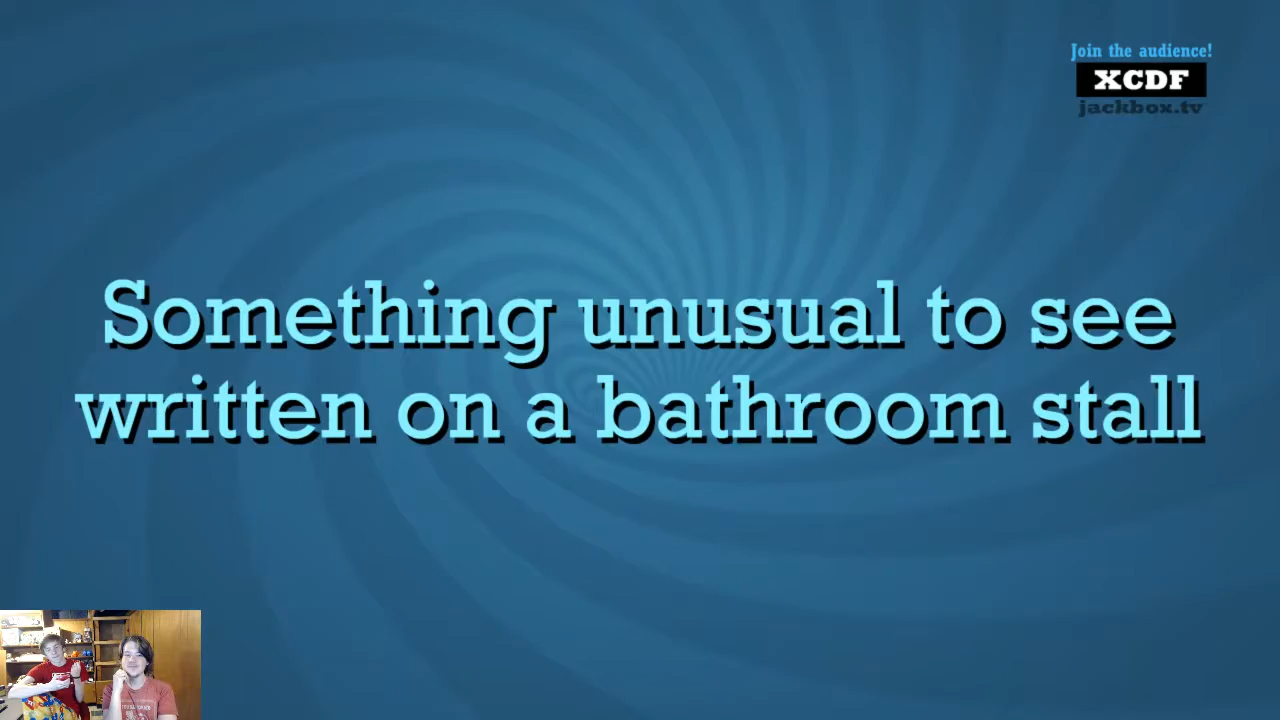 Join the audience!
XCDF
jackbox.tv
Something unusual to see
written on a bathroom stall